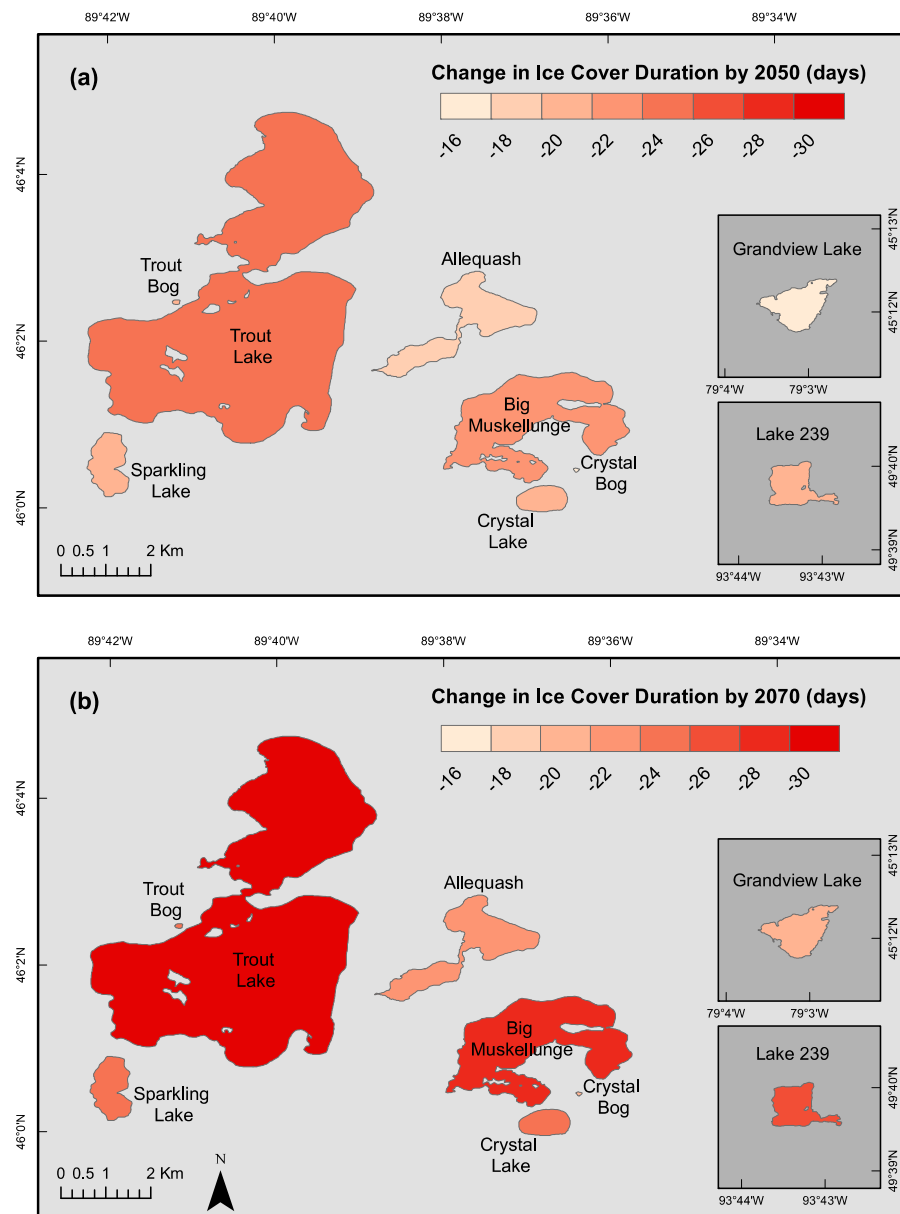 89°42'W 89°40'W 89°38'W 89°36'W 89°34'W
(a)
Change in Ice Cover Duration by 2050 (days)
-16 -18 -20 -22 -24 -26 -28 -30
46°4'N
46°2'N
46°0'N
Trout
Bog
Trout
Lake
Allequash
Big
Muskellunge
Crystal
Bog
Crystal
Lake
Sparkling
Lake
0 0.5 1 2 Km
Grandview Lake
45°13'N
45°12'N
79°4'W 79°3'W
Lake 239
49°40'N
49°39'N
93°44'W 93°43'W
89°42'W 89°40'W 89°38'W 89°36'W 89°34'W
(b)
Change in Ice Cover Duration by 2070 (days)
-16 -18 -20 -22 -24 -26 -28 -30
46°4'N
46°2'N
46°0'N
Trout
Bog
Trout
Lake
Allequash
Big
Muskellunge
Crystal
Bog
Crystal
Lake
Sparkling
Lake
0 0.5 1 2 Km
N
Grandview Lake
45°13'N
45°12'N
79°4'W 79°3'W
Lake 239
49°40'N
49°39'N
93°44'W 93°43'W